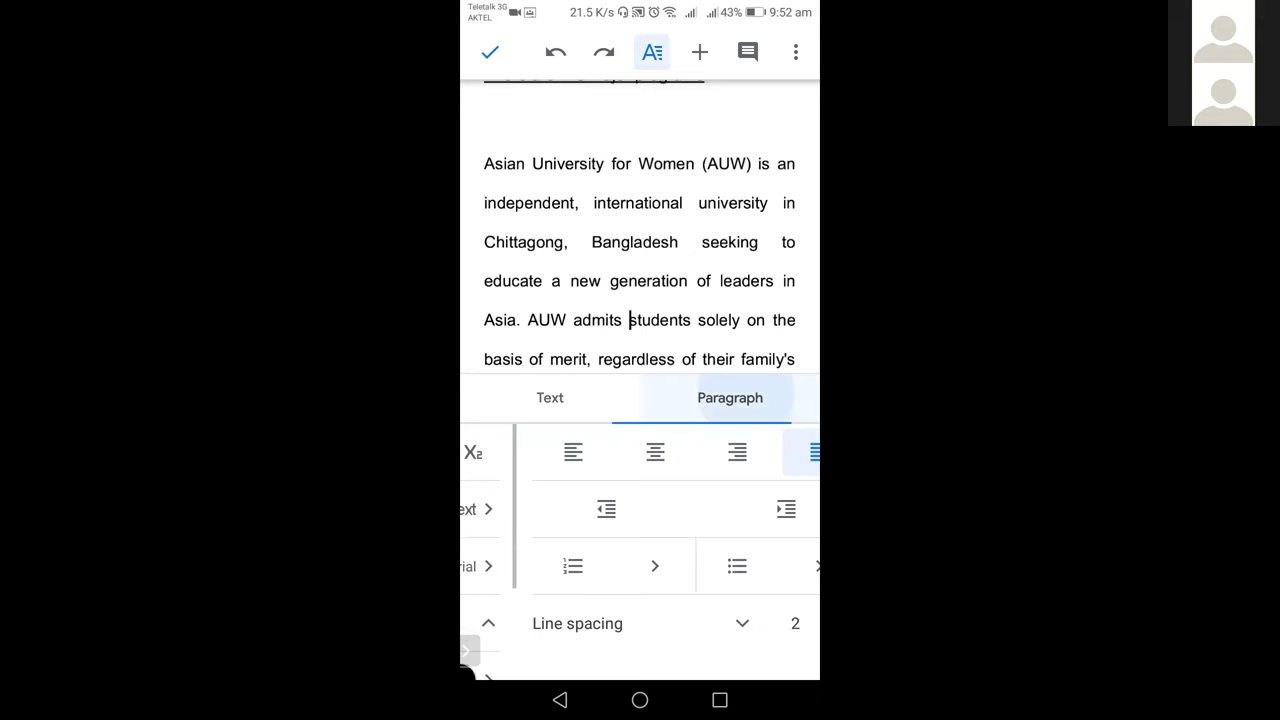 Teletalk 3G
AKTEL
21.5 K/s
43%
9:52 am
Asian University for Women (AUW) is an
independent, international university in
Chittagong, Bangladesh seeking to
educate a new generation of leaders in
Asia. AUW admits students solely on the
basis of merit, regardless of their family's
Text
Paragraph
X₂
ext
rial
Line spacing
2